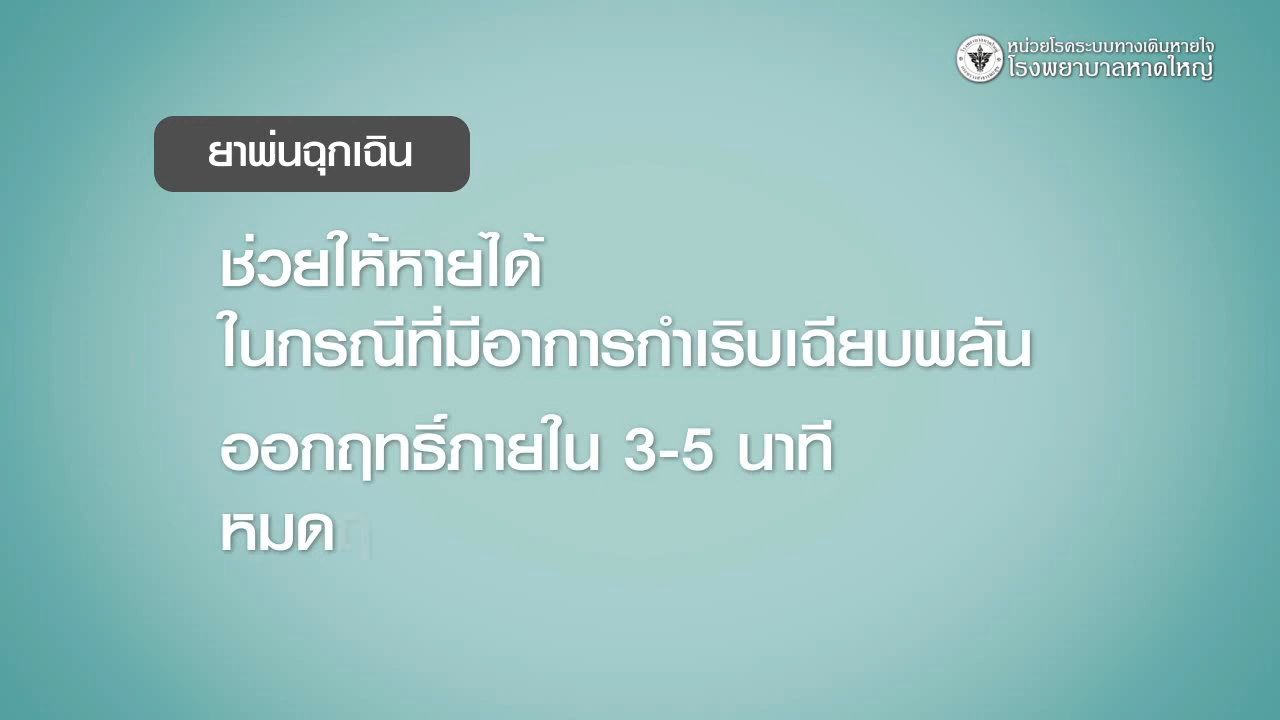 หน่วยโรคระบบทางเดินหายใจ
โรงพยาบาลหาดใหญ่
ยาพ่นฉุกเฉิน
ช่วยให้หายได้
ในกรณีที่มีอาการกำเริบเฉียบพลัน
ออกฤทธิ์ภายใน 3-5 นาที
หมด